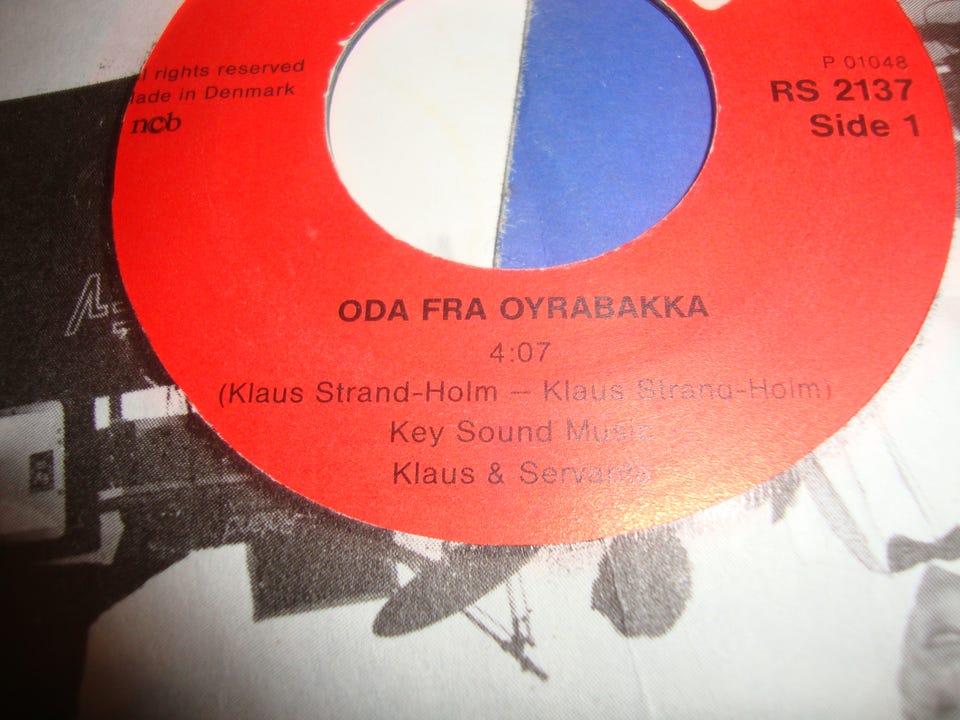 rights reserved
ade in Denmark
ncb
P 01048
RS 2137
Side 1
ODA FRA OYRABAKKA
4:07
(Klaus Strand-Holm – Klaus Strand-Holm)
Key Sound Music
Klaus & Servants